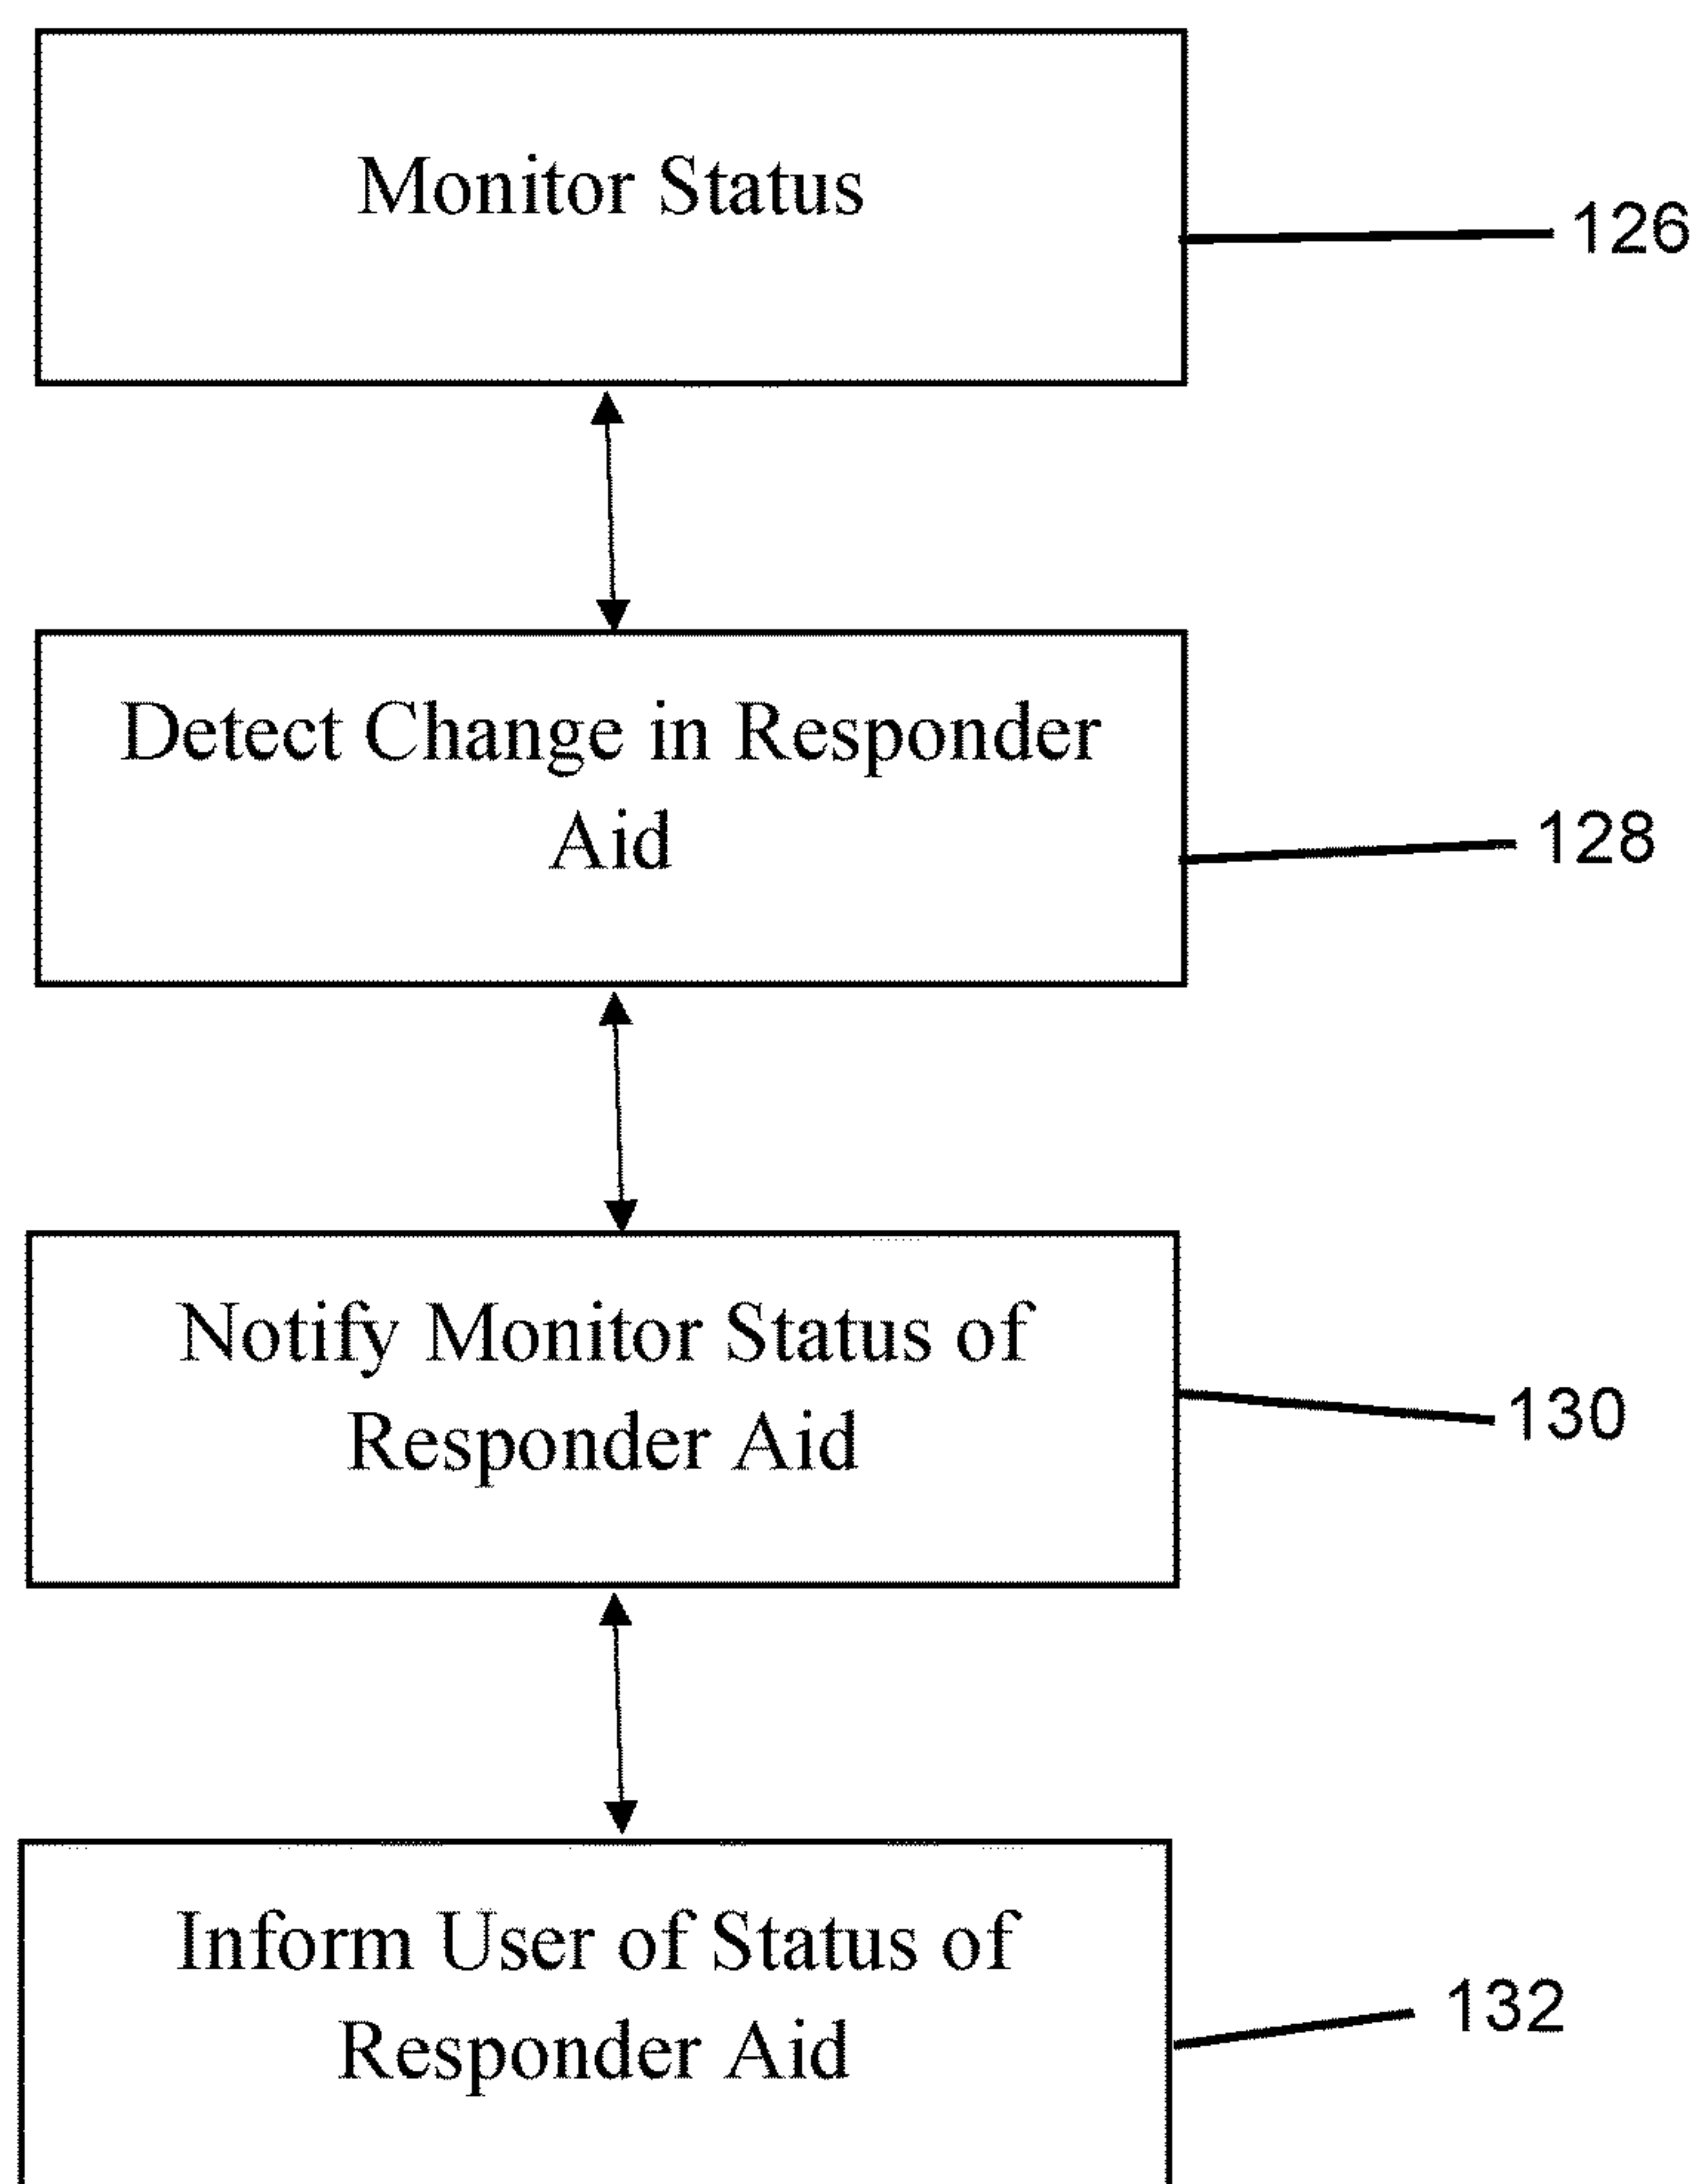 Monitor Status
126
Detect Change in Responder
Aid
128
Notify Monitor Status of
Responder Aid
130
Inform User of Status of
Responder Aid
132